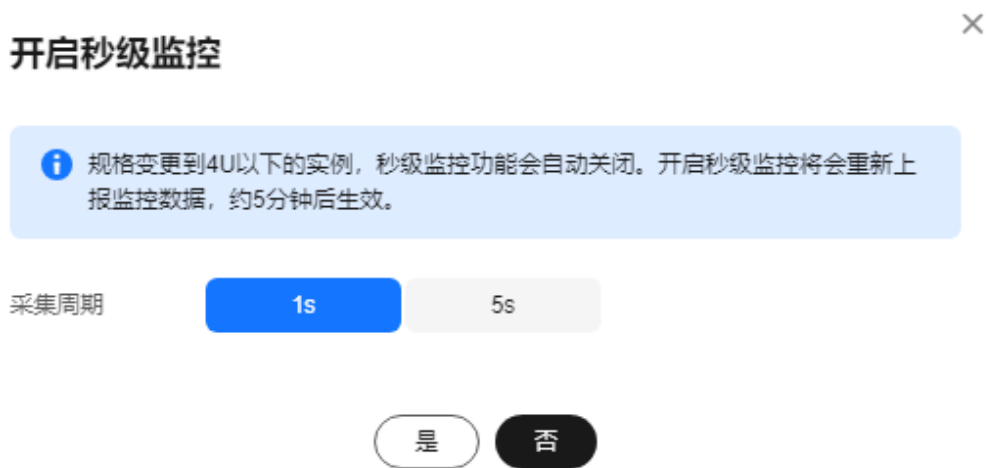 开启秒级监控
规格变更到4U以下的实例，秒级监控功能会自动关闭。开启秒级监控将会重新上
报监控数据，约5分钟后生效。
采集周期 1s 5s
是 否